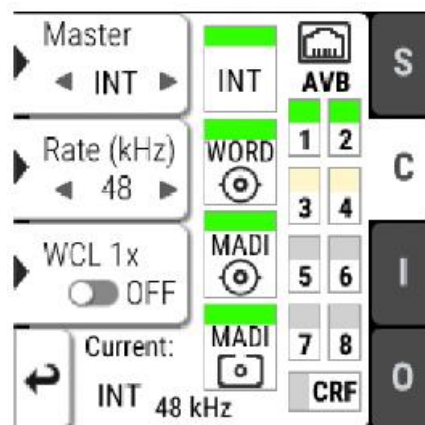 Master
INT
Rate (kHz)
48
WCL 1x
OFF
Current:
INT 48 kHz
INT
WORD
MADI
MADI
AVB
1 2
3 4
5 6
7 8
CRF
S
C
I
O